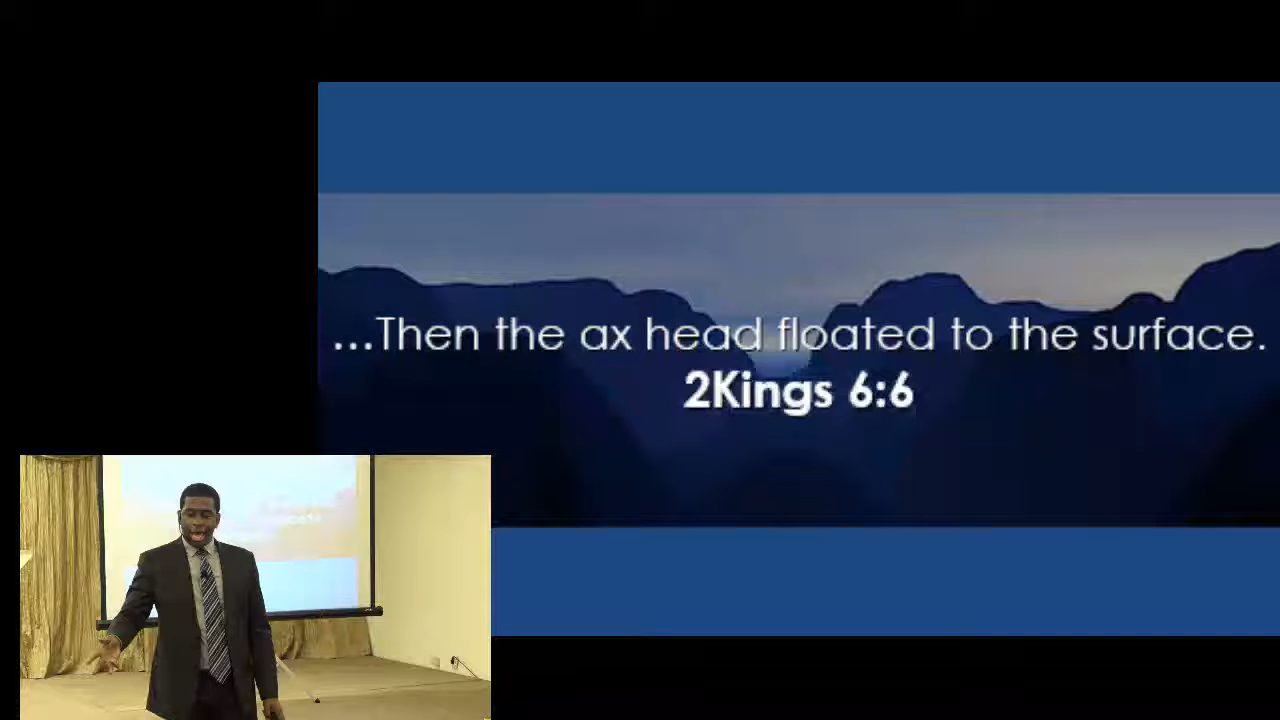 ...Then the ax head floated to the surface.
2Kings 6:6